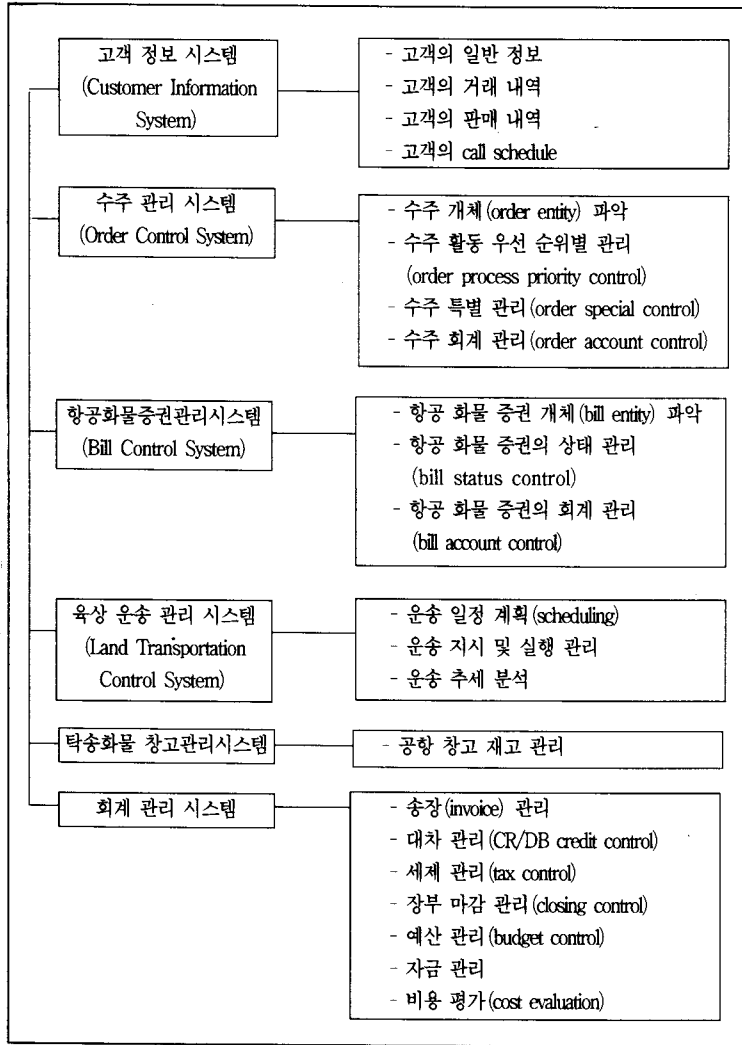 고객 정보 시스템
(Customer Information
System)
- 고객의 일반 정보
- 고객의 거래 내역
- 고객의 판매 내역
- 고객의 call schedule
수주 관리 시스템
(Order Control System)
- 수주 개체(order entity) 파악
- 수주 활동 우선 순위별 관리
(order process priority control)
- 수주 특별 관리(order special control)
- 수주 회계 관리(order account control)
항공화물증권관리시스템
(Bill Control System)
- 항공 화물 증권 개체(bill entity) 파악
- 항공 화물 증권의 상태 관리
(bill status control)
- 항공 화물 증권의 회계 관리
(bill account control)
육상 운송 관리 시스템
(Land Transportation
Control System)
- 운송 일정 계획(scheduling)
- 운송 지시 및 실행 관리
- 운송 추세 분석
탁송화물 창고관리시스템
- 공항 창고 재고 관리
회계 관리 시스템
- 송장(invoice) 관리
- 대차 관리(CR/DB credit control)
- 세제 관리(tax control)
- 장부 마감 관리(closing control)
- 예산 관리(budget control)
- 자금 관리
- 비용 평가(cost evaluation)